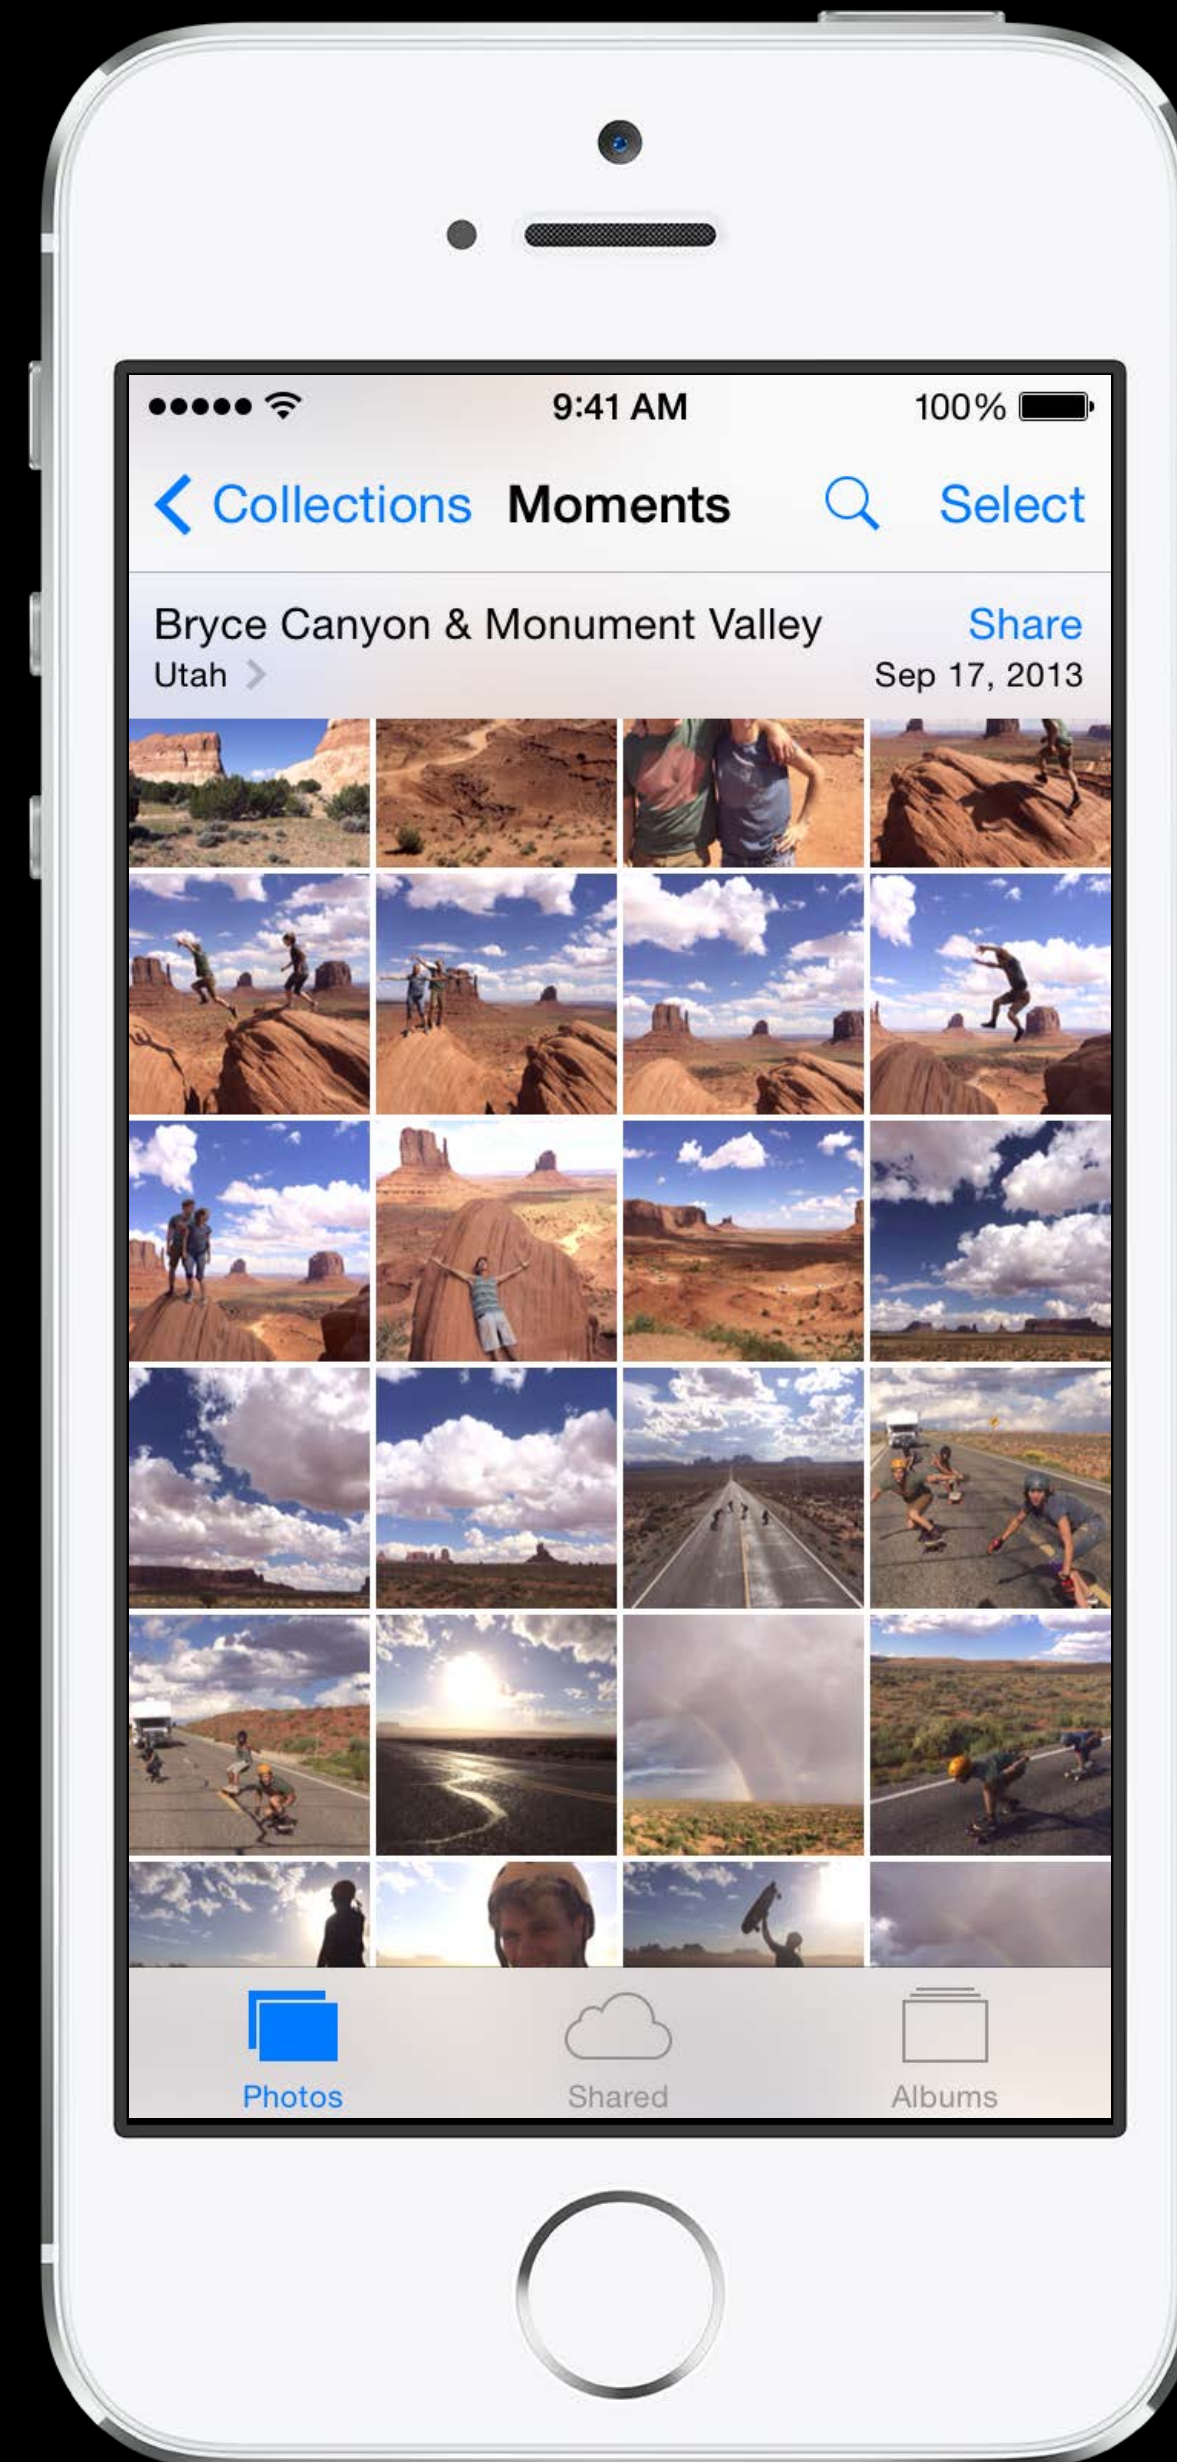 9:41 AM 100%
Collections Moments Select
Bryce Canyon & Monument Valley Share
Utah Sep 17, 2013
Photos Shared Albums